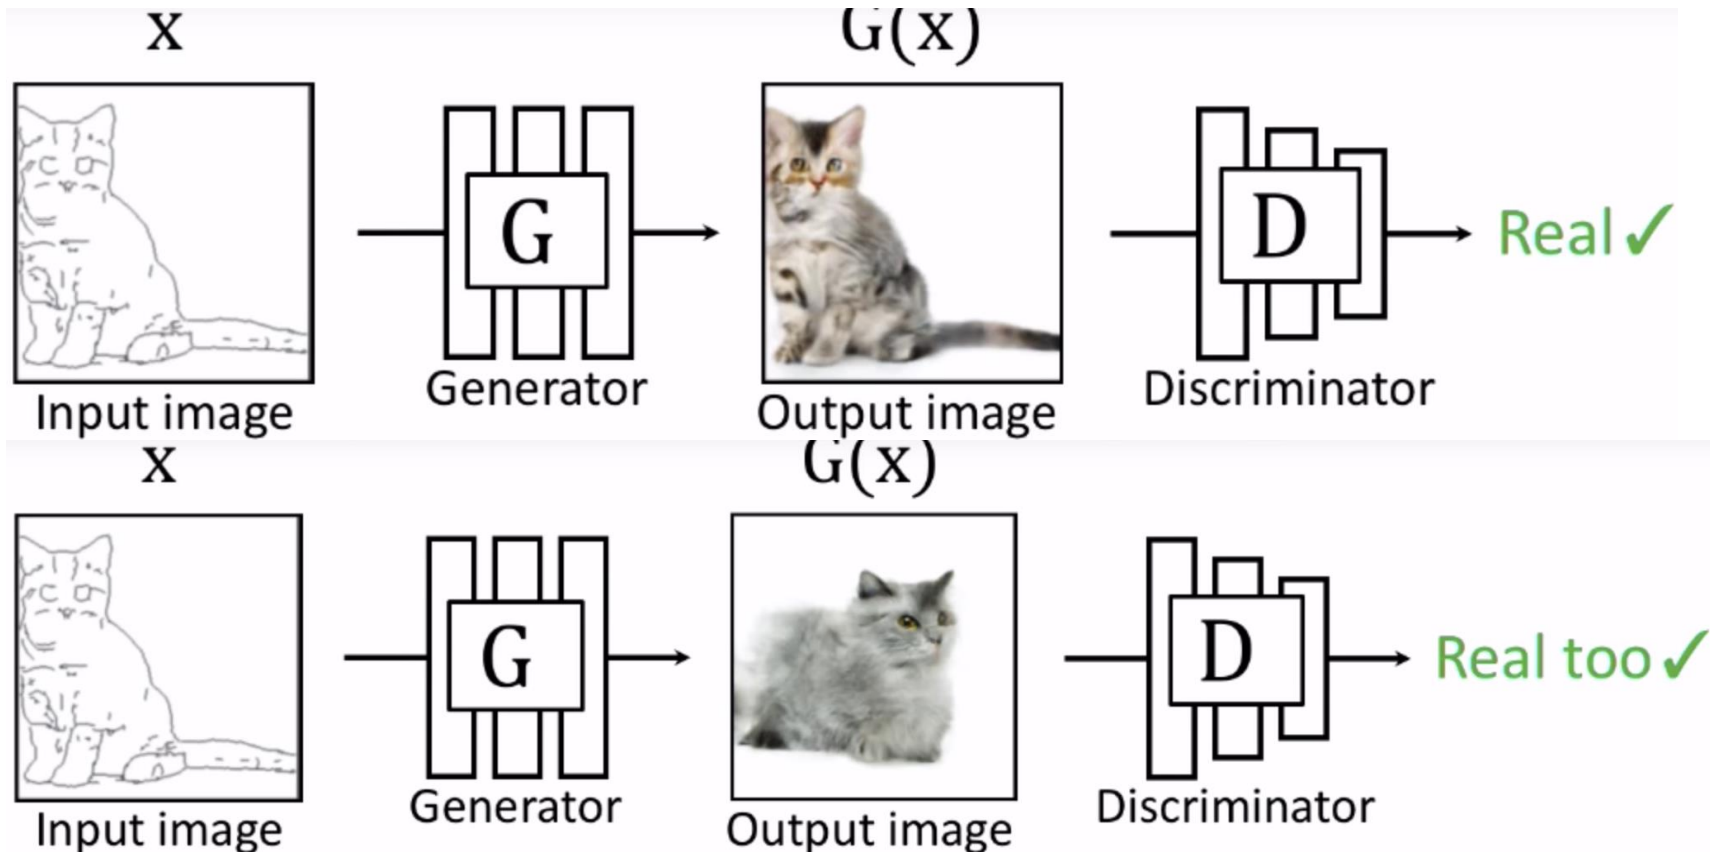 x
G(x)
G
D
Real ✓
Generator
Discriminator
Input image
Output image
x
G(x)
G
D
Real too ✓
Generator
Discriminator
Input image
Output image